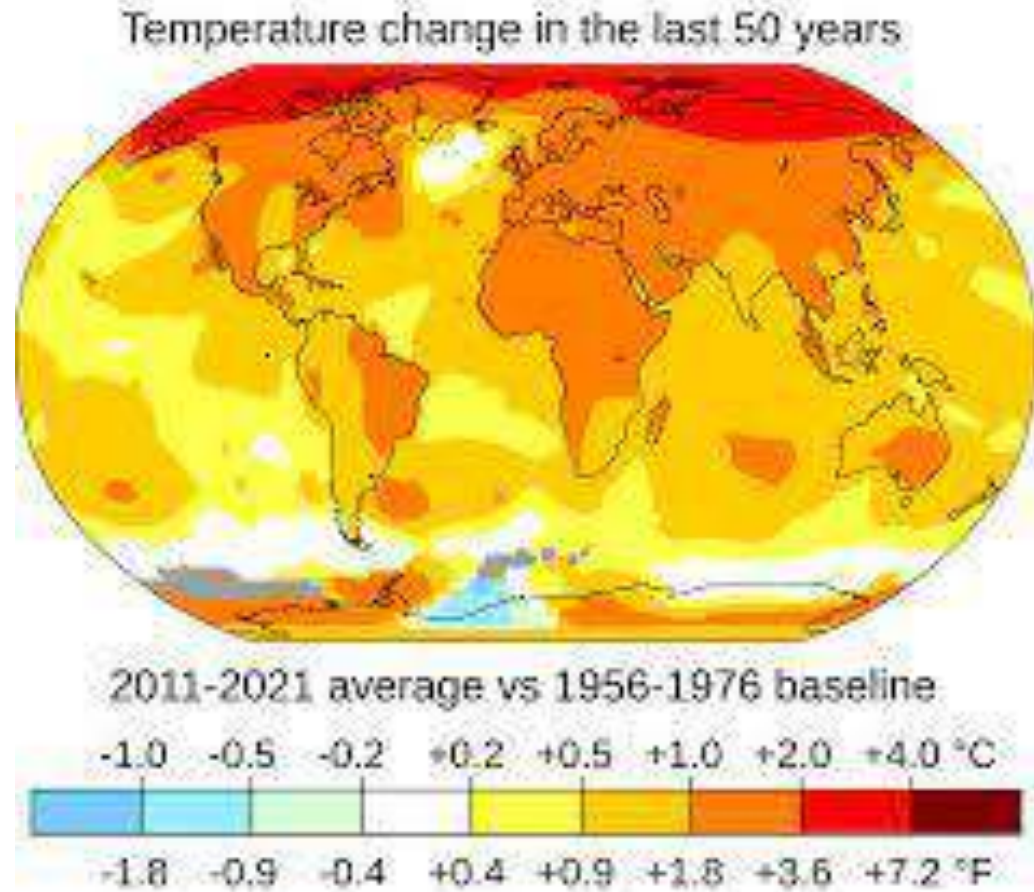 Temperature change in the last 50 years
2011-2021 average vs 1956-1976 baseline
-1.0 -0.5 -0.2 +0.2 +0.5 +1.0 +2.0 +4.0 °C
-1.8 -0.9 -0.4 +0.4 +0.9 +1.8 +3.6 +7.2 °F